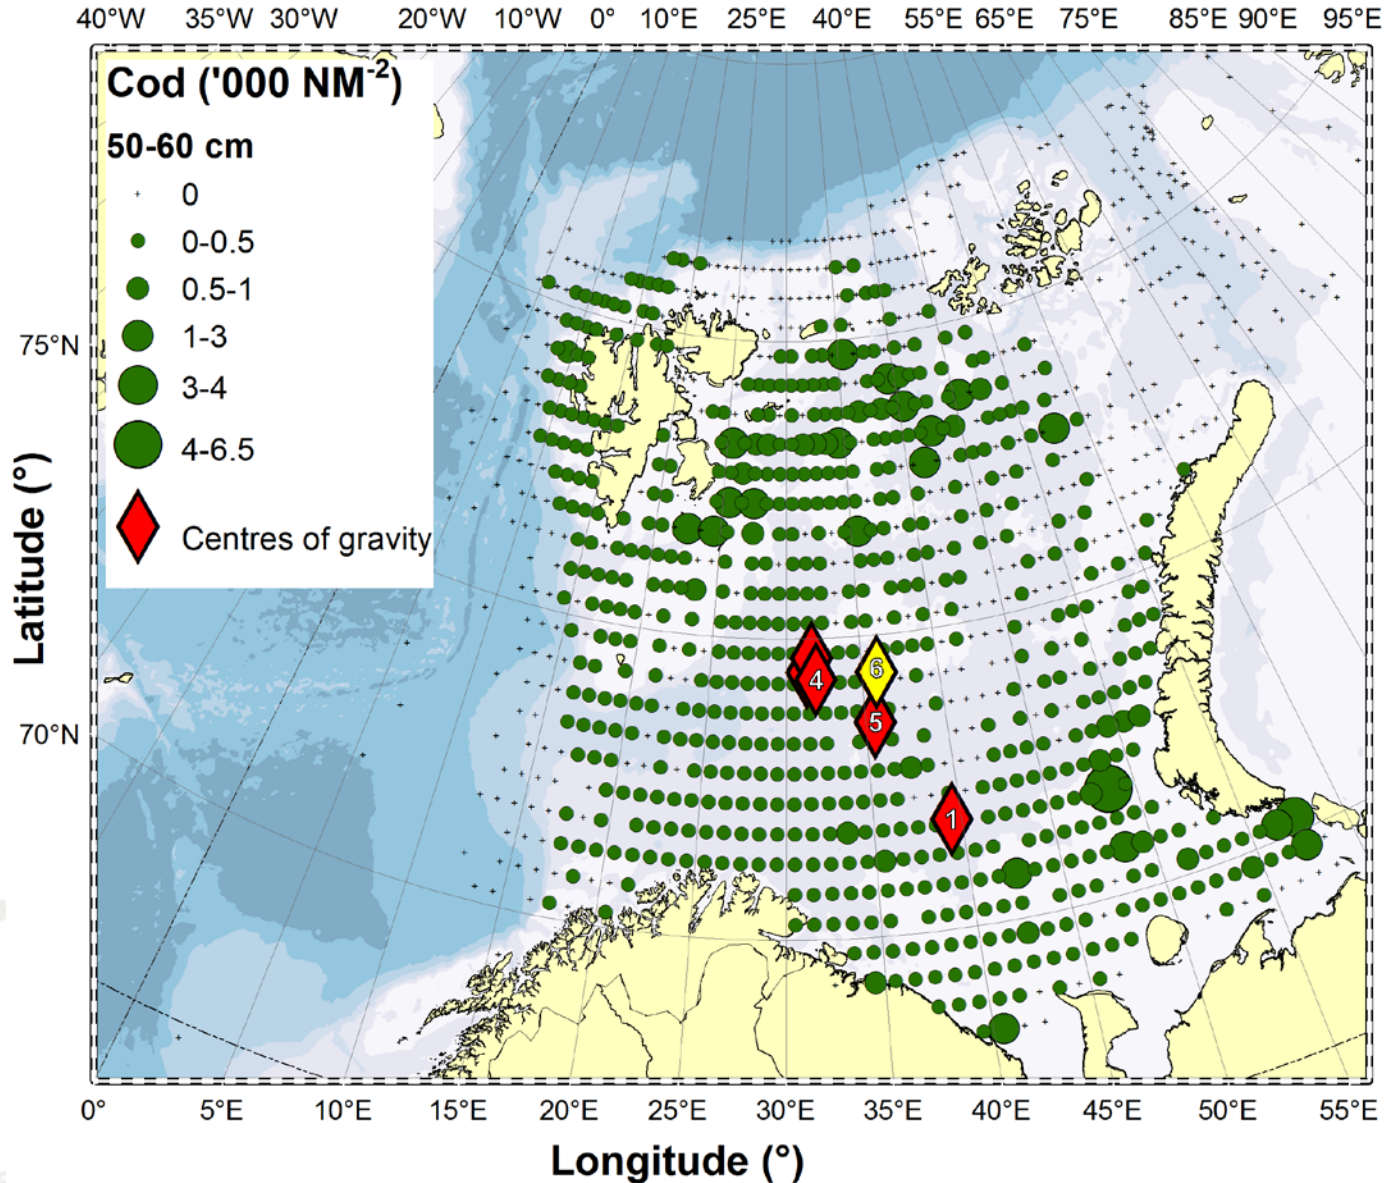 40°W 35°W 30°W 20°W 10°W 0° 10°E 25°E 40°E 55°E 65°E 75°E 85°E 90°E 95°E
Cod ('000 NM-2)
50-60 cm
0
0-0.5
0.5-1
1-3
3-4
4-6.5
Centres of gravity
75°N
70°N
Latitude (°)
4
6
5
1
0° 5°E 10°E 15°E 20°E 25°E 30°E 35°E 40°E 45°E 50°E 55°E
Longitude (°)